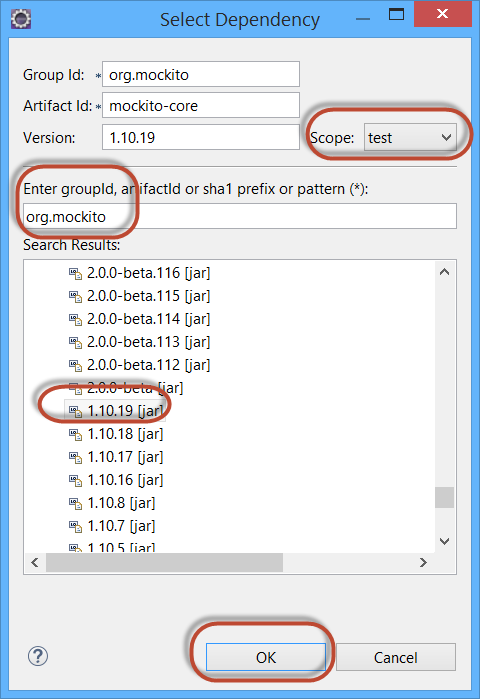 Select Dependency
Group Id: * org.mockito
Artifact Id: * mockito-core
Version: 1.10.19 Scope: test
Enter groupId, artifactId or sha1 prefix or pattern (*):
org.mockito
Search Results:
2.0.0-beta.116 [jar]
2.0.0-beta.115 [jar]
2.0.0-beta.114 [jar]
2.0.0-beta.113 [jar]
2.0.0-beta.112 [jar]
2.0.0-beta [jar]
1.10.19 [jar]
1.10.18 [jar]
1.10.17 [jar]
1.10.16 [jar]
1.10.8 [jar]
1.10.7 [jar]
1.10.5 [jar]
? OK Cancel